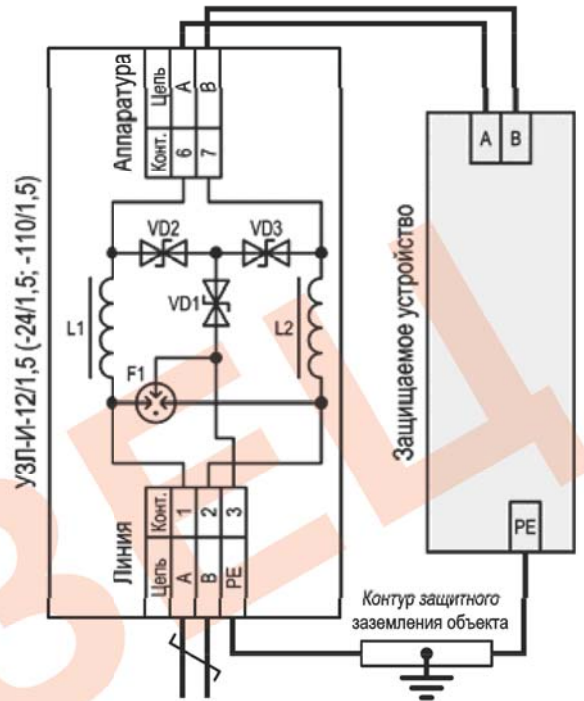 УЗЛ-И-12/1,5 (-24/1,5; -110/1,5)
Аппаратура
Конт. Цепь
6 A
7 B
VD2
VD3
VD1
L1
L2
F1
Линия
Цепь Конт.
A 1
B 2
PE 3
Защищаемое устройство
A B
PE
Контур защитного
заземления объекта